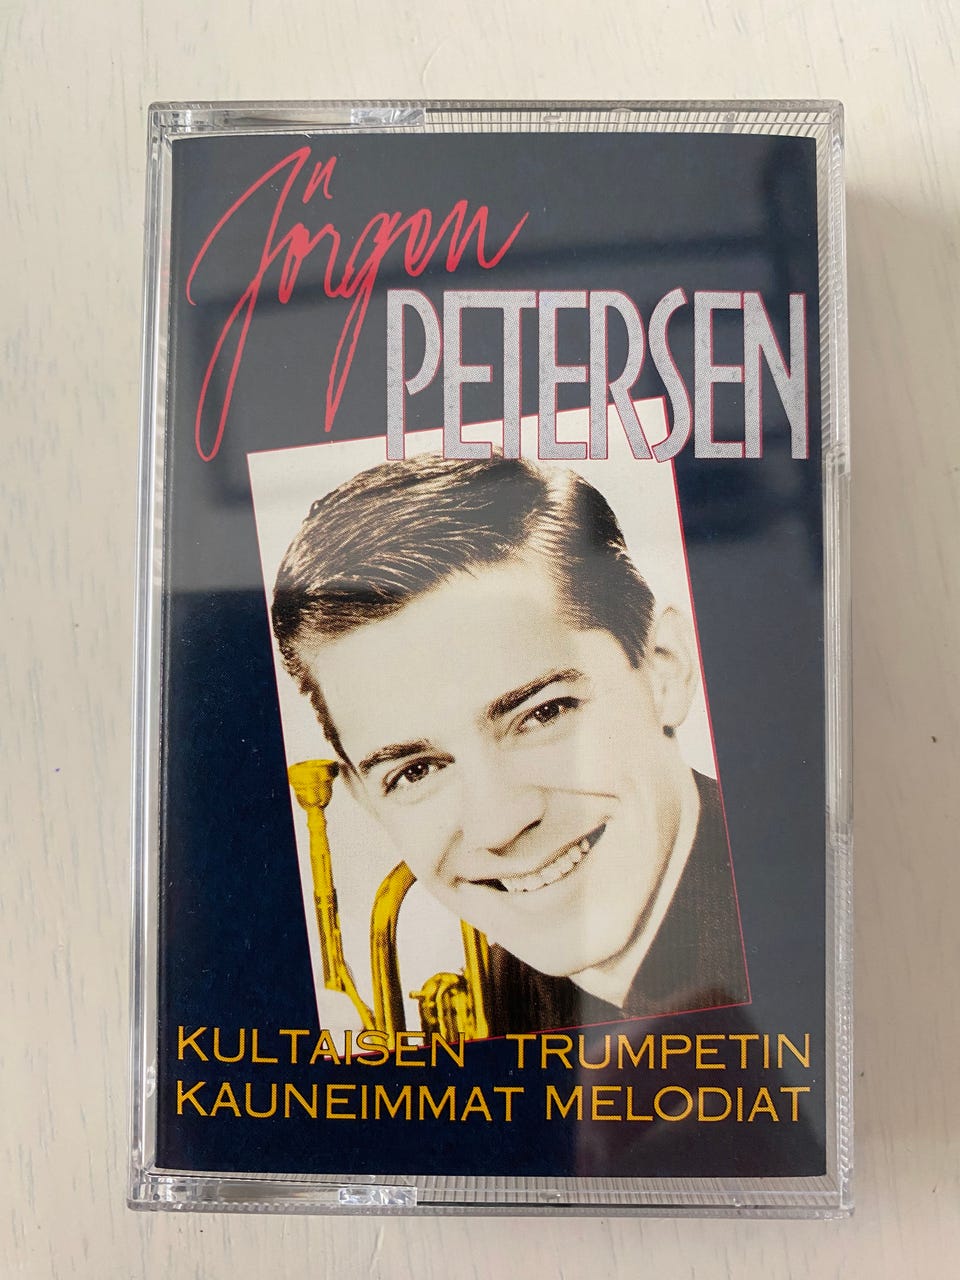 Jörgen
PETERSEN
KULTAISEN TRUMPETIN
KAUNEIMMAT MELODIAT